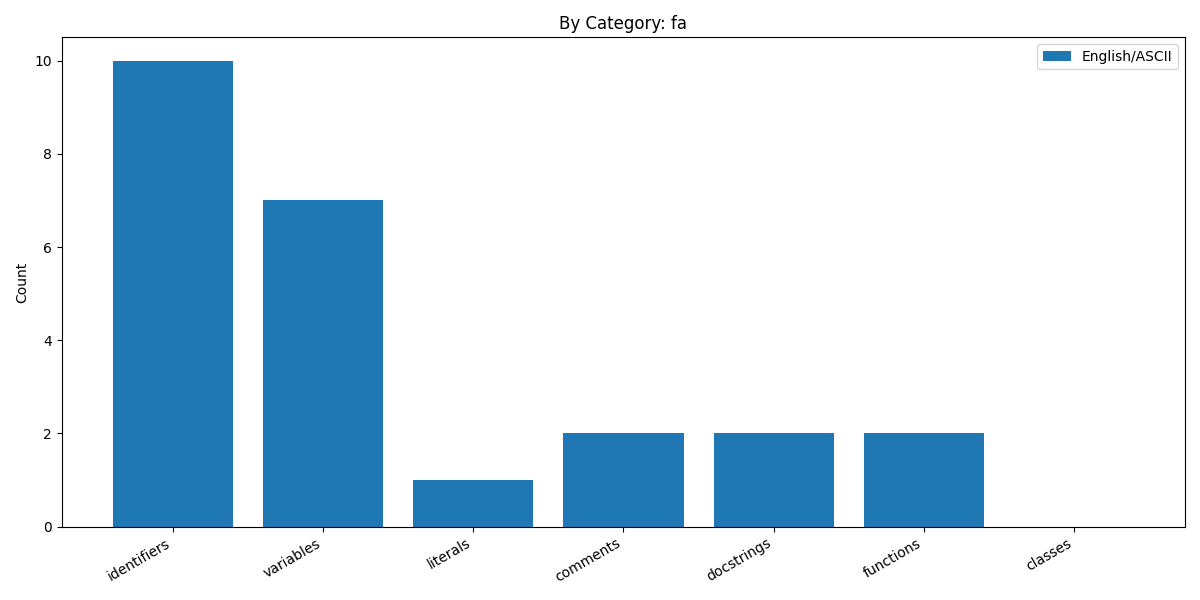 By Category: fa
English/ASCII
Count
10
8
6
4
2
0
identifiers
variables
literals
comments
docstrings
functions
classes